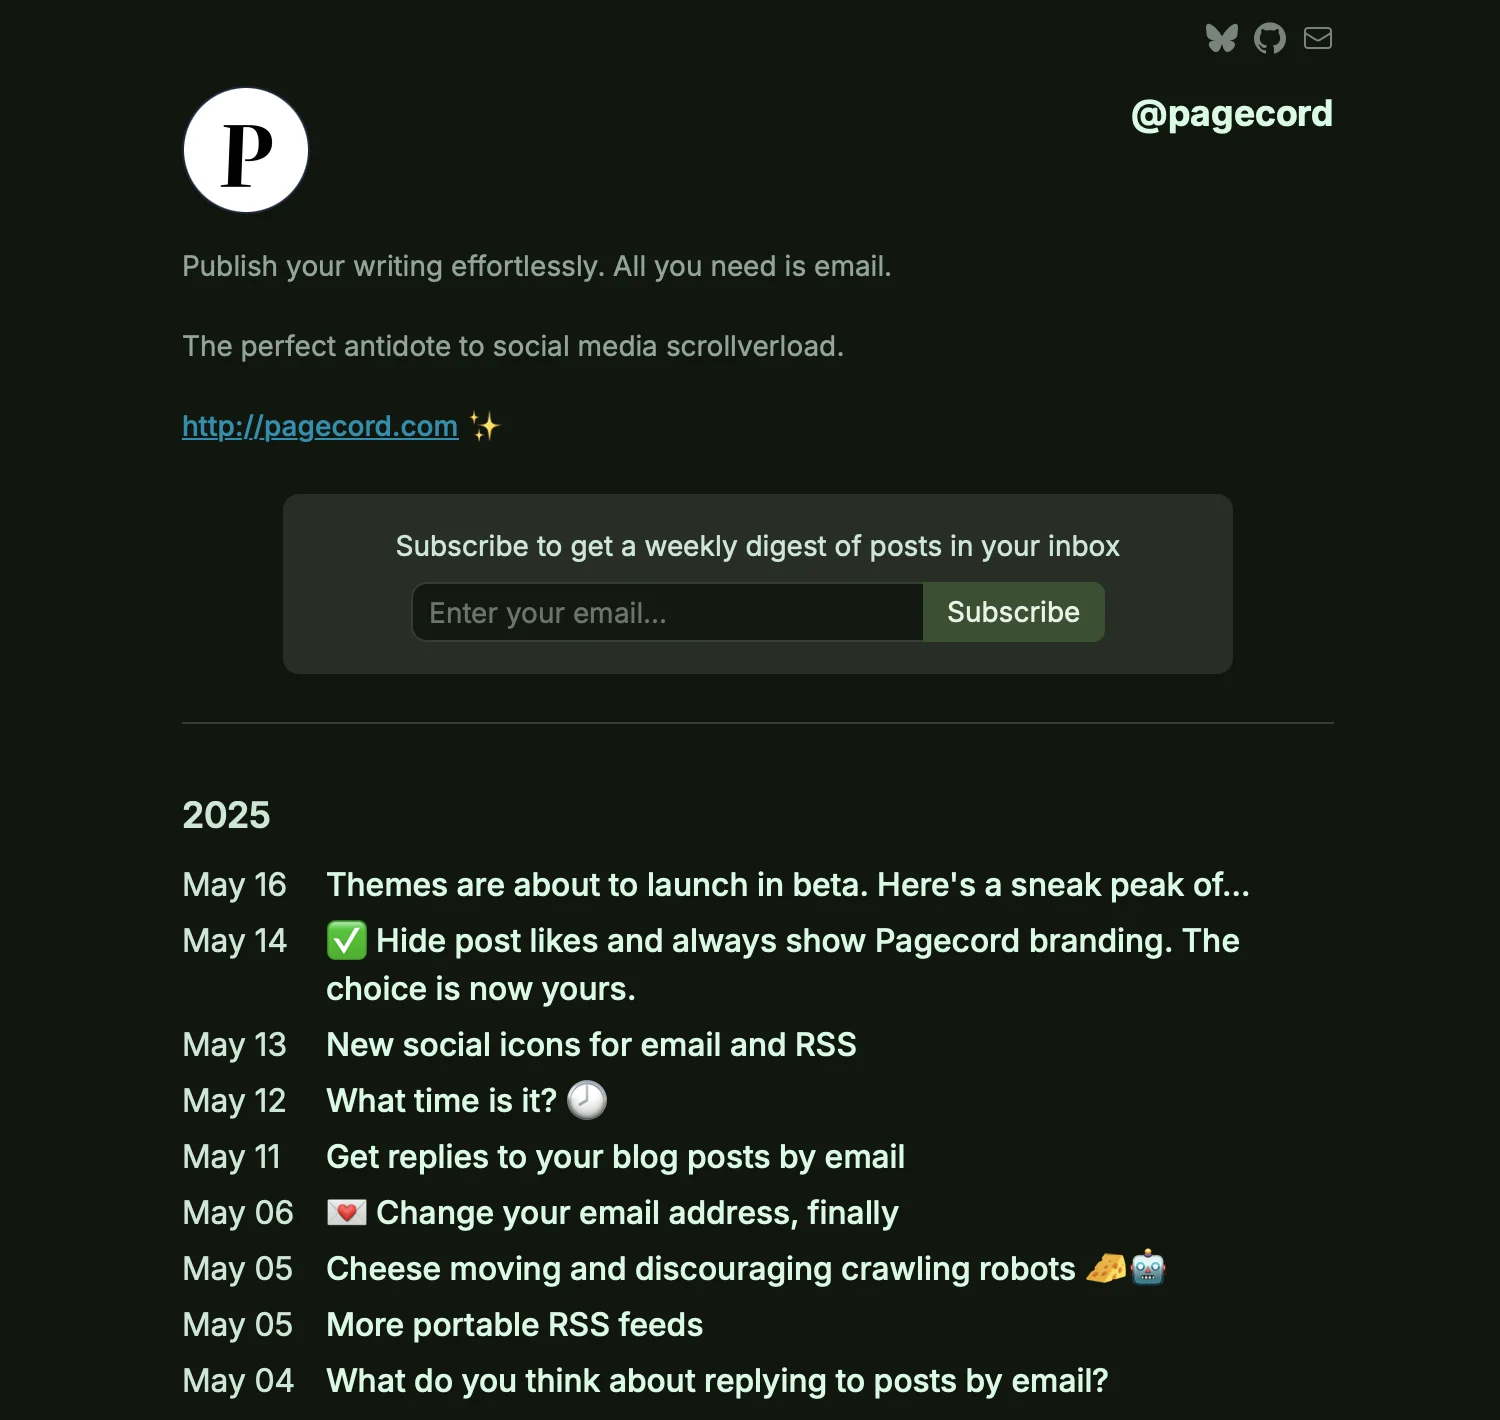 @pagecord
P
Publish your writing effortlessly. All you need is email.
The perfect antidote to social media scrollverload.
http://pagecord.com ✨
Subscribe to get a weekly digest of posts in your inbox
Enter your email...
Subscribe
2025
May 16 Themes are about to launch in beta. Here's a sneak peak of...
May 14 ✅ Hide post likes and always show Pagecord branding. The
choice is now yours.
May 13 New social icons for email and RSS
May 12 What time is it? 🕗
May 11 Get replies to your blog posts by email
May 06 💌 Change your email address, finally
May 05 Cheese moving and discouraging crawling robots 🧀🤖
May 05 More portable RSS feeds
May 04 What do you think about replying to posts by email?